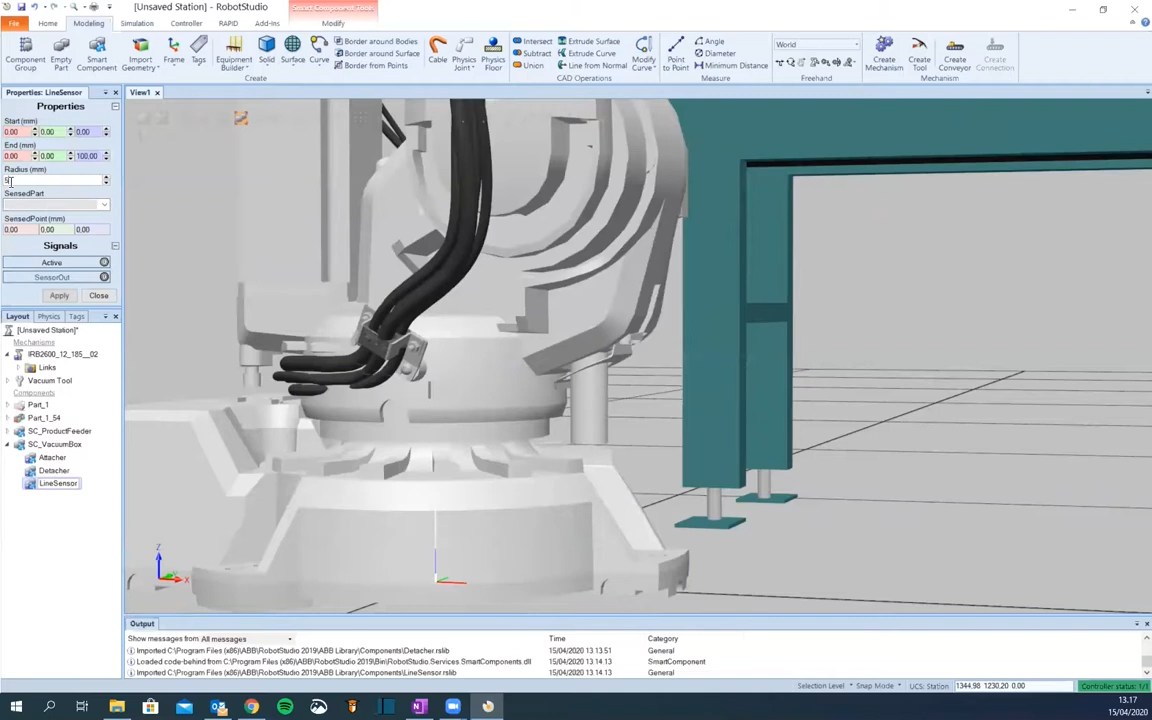 [Unsaved Station] - RobotStudio
Smart Component Tools
File Home Modeling Simulation Controller RAPID Add-Ins Modify
Component Group
Empty Part
Smart Component
Import Geometry
Frame
Tags
Equipment Builder
Solid
Surface
Curve
Border around Bodies
Border around Surface
Border from Points
Create
Cable
Physics Joint
Physics Floor
Intersect
Subtract
Union
Extrude Surface
Extrude Curve
Line from Normal
Modify Curve
CAD Operations
Point to Point
Angle
Diameter
Minimum Distance
Measure
World
Freehand
Create Mechanism
Create Tool
Create Conveyor
Create Connection
Mechanism
Properties: LineSensor
View1
Properties
Start (mm)
0,00 0,00 0,00
End (mm)
0,00 0,00 100,00
Radius (mm)
5
SensedPart
SensedPoint (mm)
0,00 0,00 0,00
Signals
Active
SensorOut
Apply Close
Layout Physics Tags
[Unsaved Station]*
Mechanisms
IRB2600_12_185__02
Links
Vacuum Tool
Components
Part_1
Part_1_54
SC_ProductFeeder
SC_VacuumBox
Attacher
Detacher
LineSensor
Z
X
Output
Show messages from All messages Time Category
Imported C:\Program Files (x86)\ABB\RobotStudio 2019\ABB Library\Components\Detacher.rslib 15/04/2020 13.13.51 General
Loaded code-behind from C:\Program Files (x86)\ABB\RobotStudio 2019\Bin\RobotStudio.Services.SmartComponents.dll 15/04/2020 13.14.13 SmartComponent
Imported C:\Program Files (x86)\ABB\RobotStudio 2019\ABB Library\Components\LineSensor.rslib 15/04/2020 13.14.13 General
Selection Level Snap Mode UCS: Station 1344,98 1230,20 0,00 Controller status: 1/1
13.17
15/04/2020